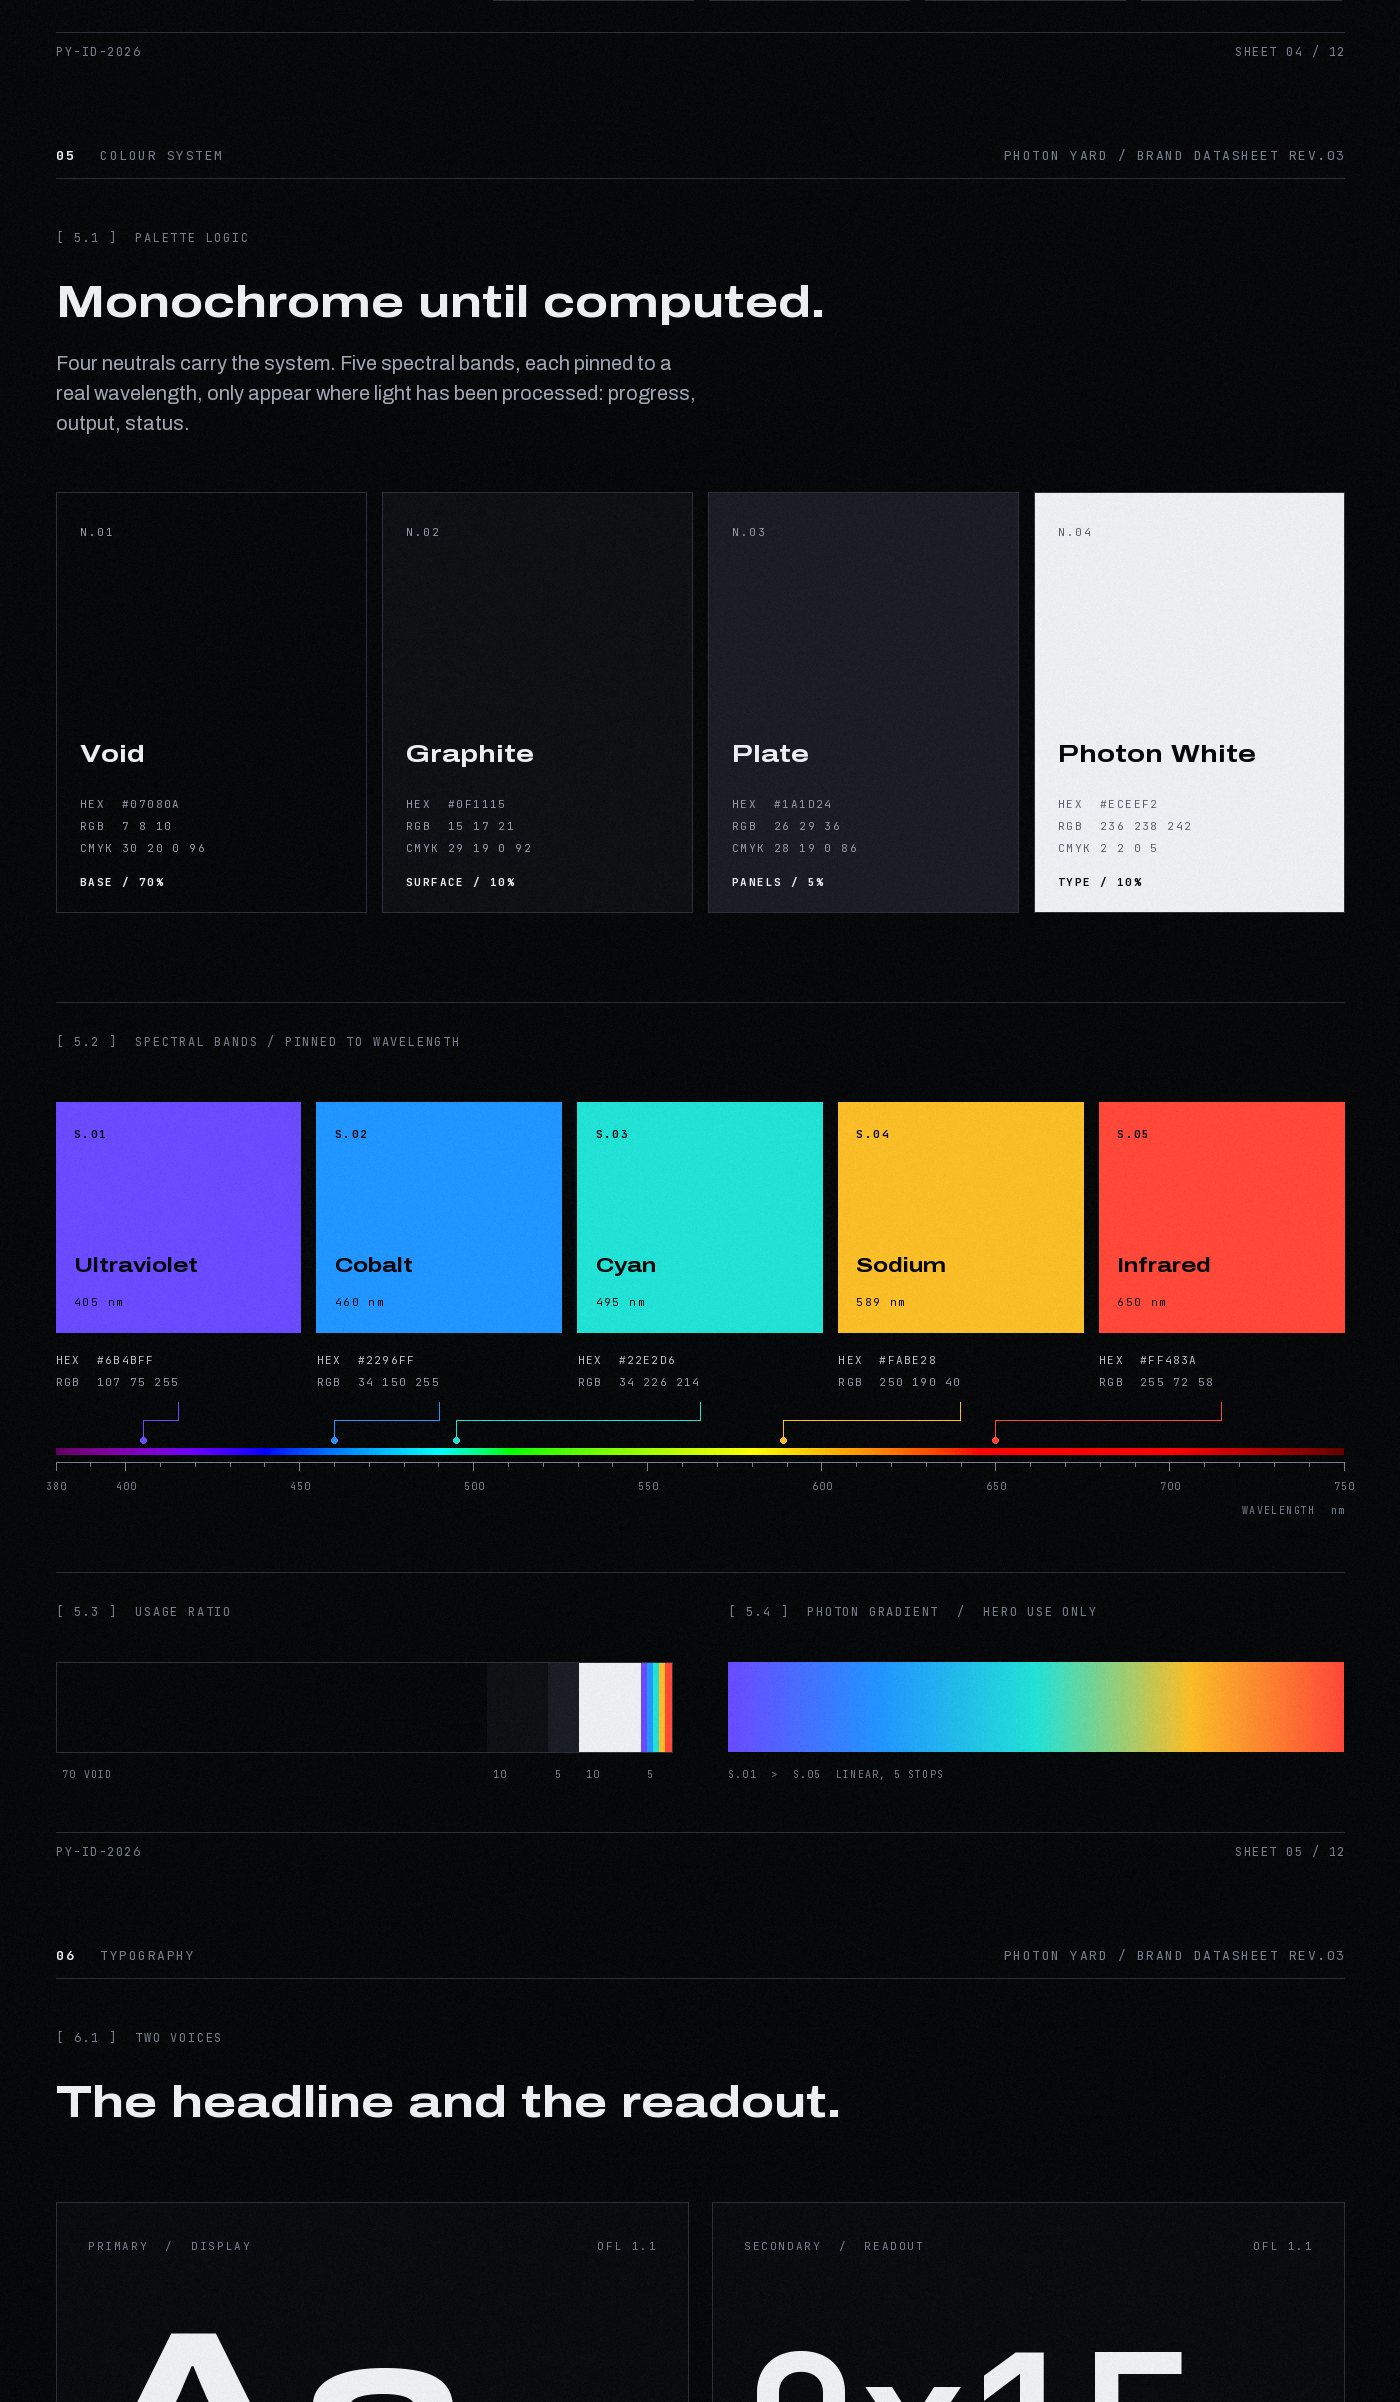 PY-ID-2026
SHEET 04 / 12
05 COLOUR SYSTEM
PHOTON YARD / BRAND DATASHEET REV.03
[ 5.1 ] PALETTE LOGIC
Monochrome until computed.
Four neutrals carry the system. Five spectral bands, each pinned to a
real wavelength, only appear where light has been processed: progress,
output, status.
N.01
Void
HEX #07080A
RGB 7 8 10
CMYK 30 20 0 96
BASE / 70%
N.02
Graphite
HEX #0F1115
RGB 15 17 21
CMYK 29 19 0 92
SURFACE / 10%
N.03
Plate
HEX #1A1D24
RGB 26 29 36
CMYK 28 19 0 86
PANELS / 5%
N.04
Photon White
HEX #ECEEF2
RGB 236 238 242
CMYK 2 2 0 5
TYPE / 10%
[ 5.2 ] SPECTRAL BANDS / PINNED TO WAVELENGTH
S.01
Ultraviolet
405 nm
HEX #6B4BFF
RGB 107 75 255
S.02
Cobalt
460 nm
HEX #2296FF
RGB 34 150 255
S.03
Cyan
495 nm
HEX #22E2D6
RGB 34 226 214
S.04
Sodium
589 nm
HEX #FABE28
RGB 250 190 40
S.05
Infrared
650 nm
HEX #FF483A
RGB 255 72 58
380 400 450 500 550 600 650 700 750
WAVELENGTH nm
[ 5.3 ] USAGE RATIO
70 VOID 10 5 10 5
[ 5.4 ] PHOTON GRADIENT / HERO USE ONLY
S.01 > S.05 LINEAR, 5 STOPS
PY-ID-2026
SHEET 05 / 12
06 TYPOGRAPHY
PHOTON YARD / BRAND DATASHEET REV.03
[ 6.1 ] TWO VOICES
The headline and the readout.
PRIMARY / DISPLAY
OFL 1.1
SECONDARY / READOUT
OFL 1.1